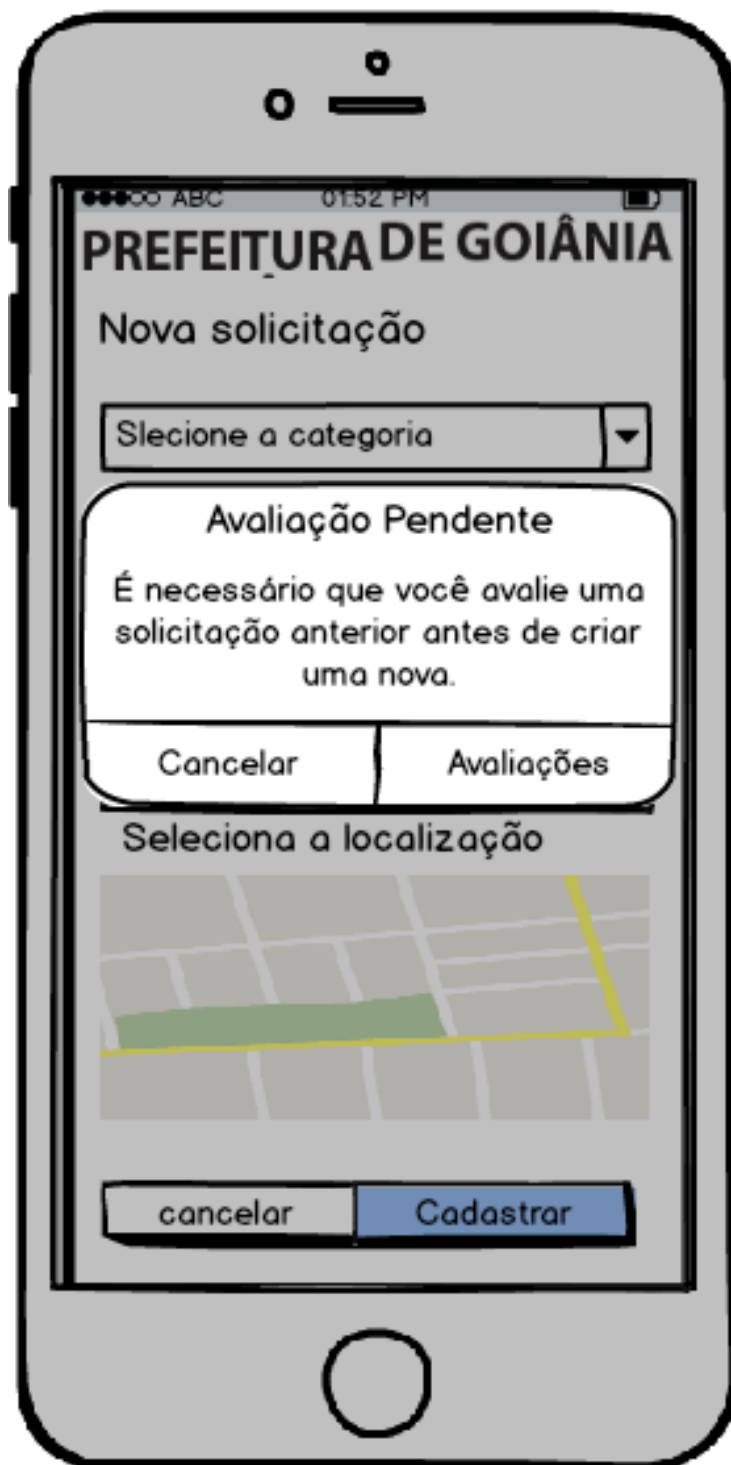 ABC 01:52 PM
PREFEITURA DE GOIÂNIA
Nova solicitação
Slecione a categoria
Avaliação Pendente
É necessário que você avalie uma
solicitação anterior antes de criar
uma nova.
Cancelar Avaliações
Seleciona a localização
cancelar Cadastrar